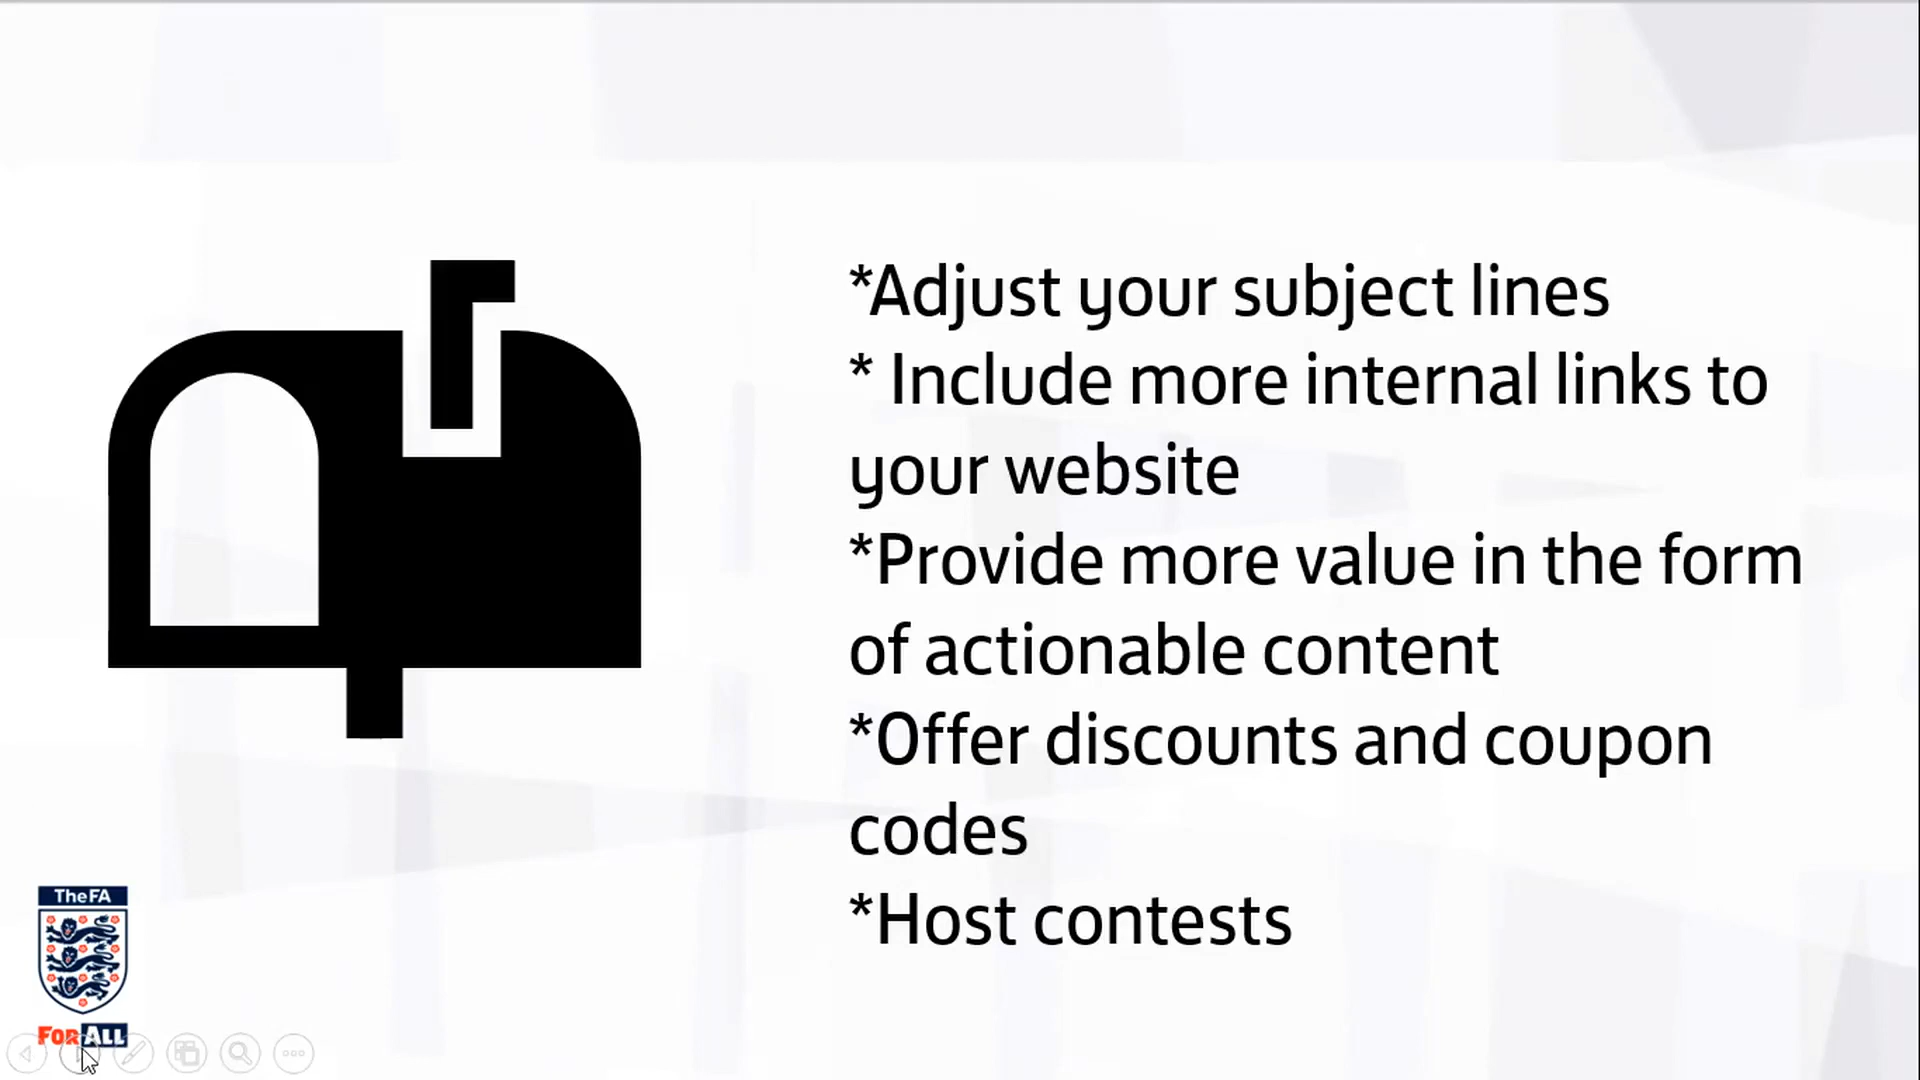 *Adjust your subject lines
* Include more internal links to
your website
*Provide more value in the form
of actionable content
*Offer discounts and coupon
codes
*Host contests
The FA
FOR ALL